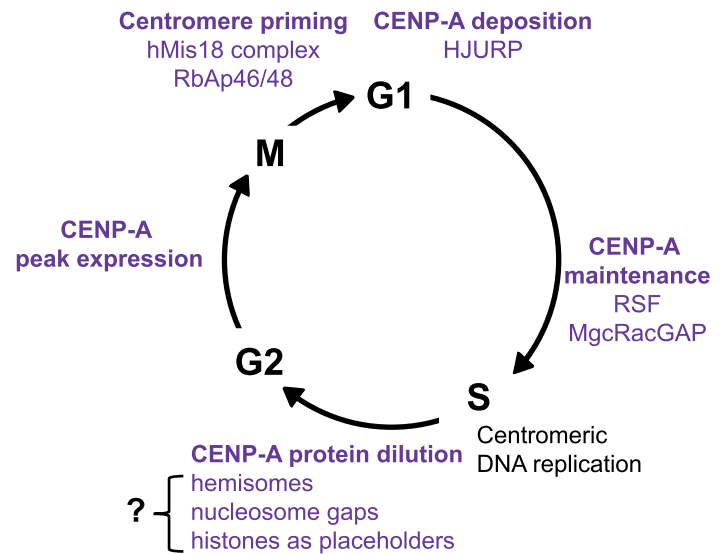 Centromere priming
hMis18 complex
RbAp46/48
CENP-A deposition
HJURP
G1
M
CENP-A
peak expression
CENP-A
maintenance
RSF
MgcRacGAP
G2
S
Centromeric
DNA replication
CENP-A protein dilution
?
hemisomes
nucleosome gaps
histones as placeholders